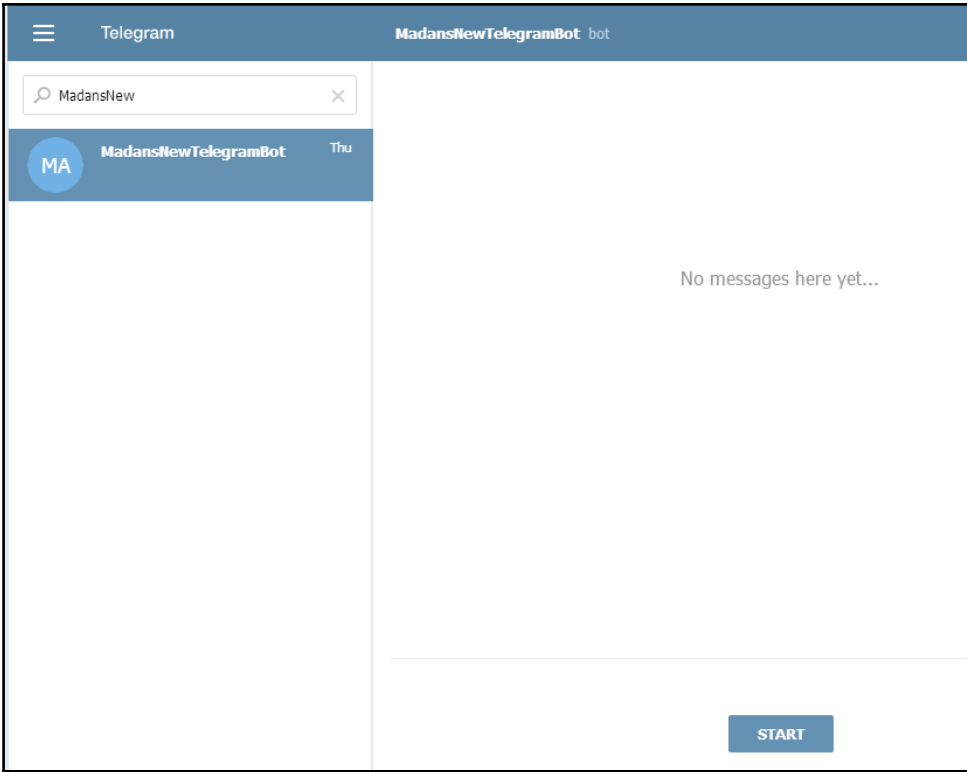 Telegram
MadansNewTelegramBot bot
MadansNew
MadansNewTelegramBot Thu
MA
No messages here yet...
START